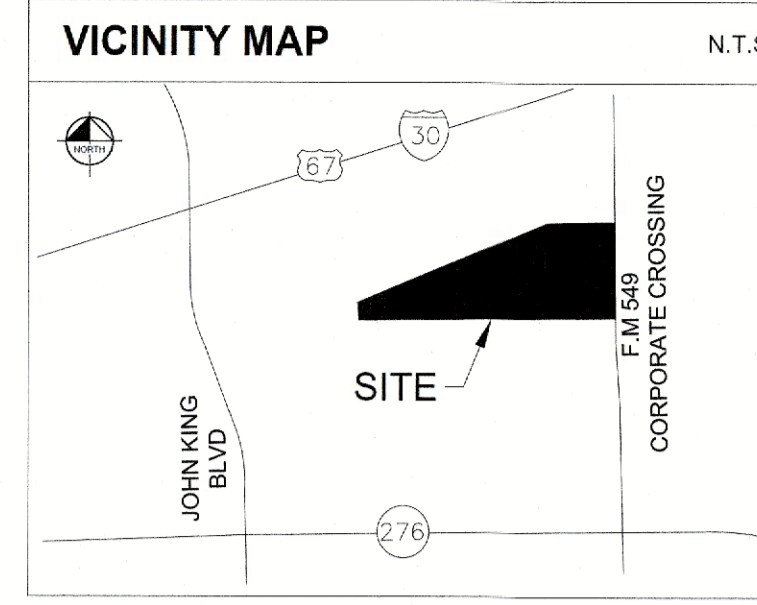 VICINITY MAP
N.T.S
NORTH
30
67
F.M 549
CORPORATE CROSSING
SITE
JOHN KING
BLVD
276